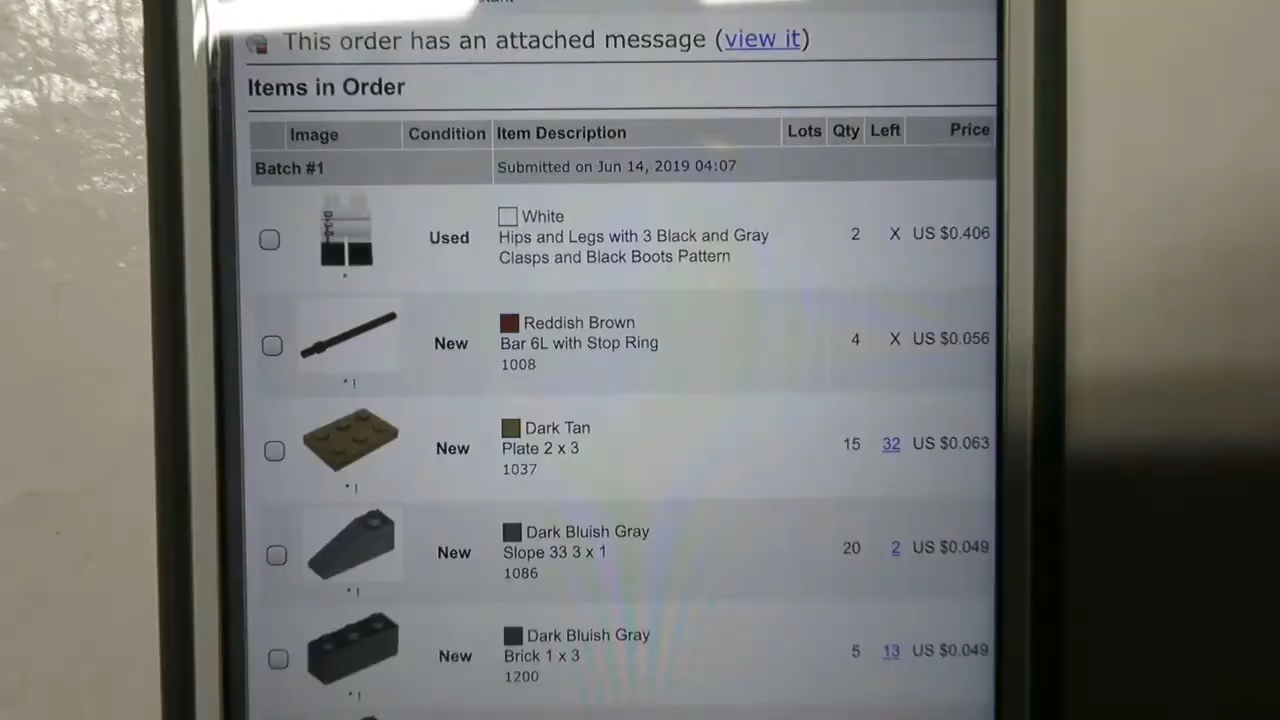 This order has an attached message (view it)
Items in Order
Image Condition Item Description Lots Qty Left Price
Batch #1 Submitted on Jun 14, 2019 04:07
White
Used Hips and Legs with 3 Black and Gray 2 X US $0.406
Clasps and Black Boots Pattern
*
Reddish Brown
New Bar 6L with Stop Ring 4 X US $0.056
1008
* !
Dark Tan
New Plate 2 x 3 15 32 US $0.063
1037
* !
Dark Bluish Gray
New Slope 33 3 x 1 20 2 US $0.049
1086
* !
Dark Bluish Gray
New Brick 1 x 3 5 13 US $0.049
1200
* !